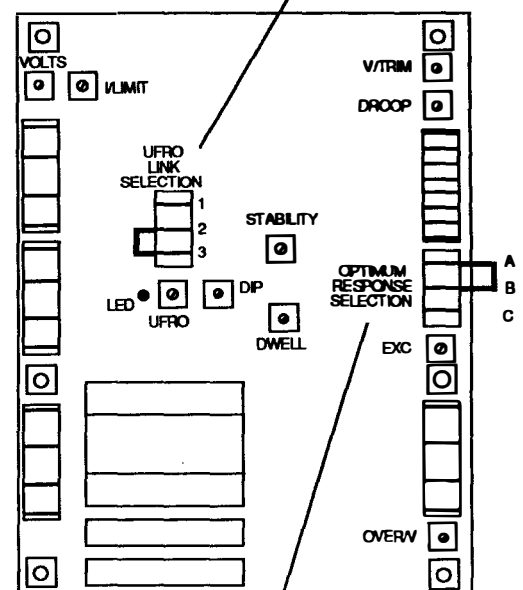 VOLTS
I/LIMIT
V/TRIM
DROOP
UFRO
LINK
SELECTION
1
2
3
STABILITY
OPTIMUM
RESPONSE
SELECTION
A
B
C
LED
UFRO
DIP
DWELL
EXC
OVER/V